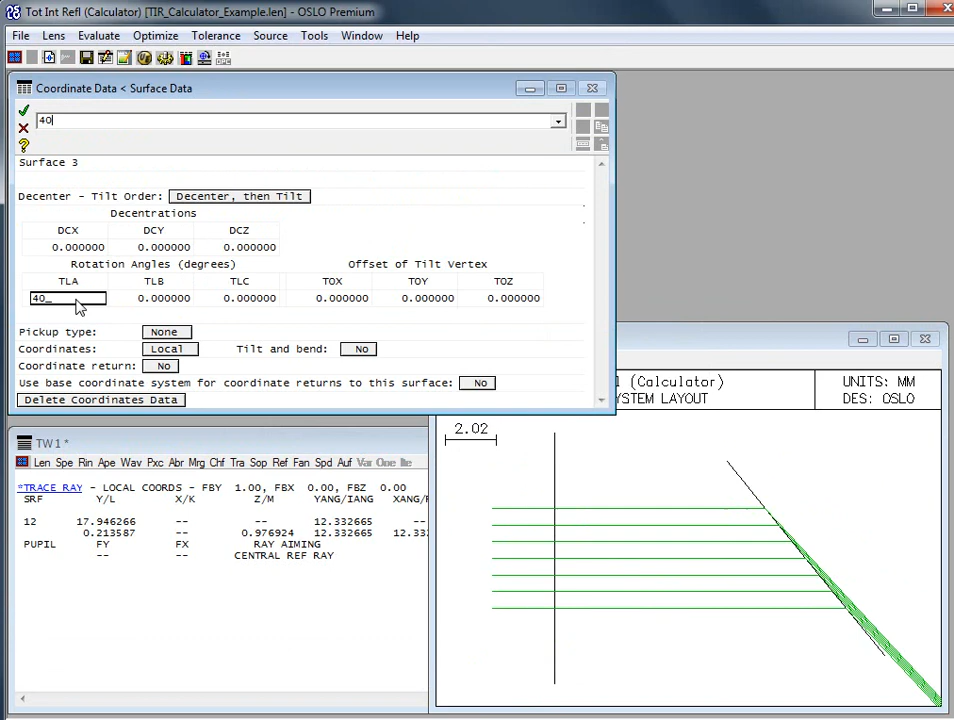 Tot Int Refl (Calculator) [TIR_Calculator_Example.len] - OSLO Premium
File Lens Evaluate Optimize Tolerance Source Tools Window Help
Coordinate Data < Surface Data
40
Surface 3
Decenter - Tilt Order: Decenter, then Tilt
Decentrations
DCX DCY DCZ
0.000000 0.000000 0.000000
Rotation Angles (degrees) Offset of Tilt Vertex
TLA TLB TLC TOX TOY TOZ
40_ 0.000000 0.000000 0.000000 0.000000 0.000000
Pickup type: None
Coordinates: Local Tilt and bend: No
Coordinate return: No
Use base coordinate system for coordinate returns to this surface: No
Delete Coordinates Data
(Calculator) UNITS: MM
YSTEM LAYOUT DES: OSLO
2.02
TW 1 *
Len Spe Rin Ape Wav Pxc Abr Mrg Chr Tra Sop Ref Fan Spd Auf Var Ope Ite
*TRACE RAY - LOCAL COORDS - FBY 1.00, FBX 0.00, FBZ 0.00
SRF Y/L X/K Z/M YANG/IANG XANG/
12 17.946266 -- -- 12.332665 --
0.213587 -- 0.976924 12.332665 12.33
PUPIL FY FX RAY AIMING
-- -- CENTRAL REF RAY